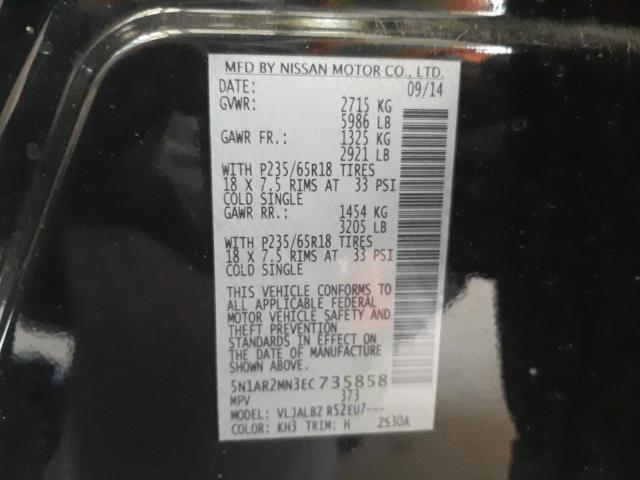 MFD BY NISSAN MOTOR CO., LTD.
DATE: 09/14
GVWR: 2715 KG
5986 LB
GAWR FR.: 1325 KG
2921 LB
WITH P235/65R18 TIRES
18 X 7.5 RIMS AT 33 PSI
COLD SINGLE
GAWR RR.: 1454 KG
3205 LB
WITH P235/65R18 TIRES
18 X 7.5 RIMS AT 33 PSI
COLD SINGLE
THIS VEHICLE CONFORMS TO
ALL APPLICABLE FEDERAL
MOTOR VEHICLE SAFETY AND
THEFT PREVENTION
STANDARDS IN EFFECT ON
THE DATE OF MANUFACTURE
SHOWN ABOVE.
5N1AR2MN3EC735858
MPV 373
MODEL: VLJALBZ R52EU7---
COLOR: KH3 TRIM: H ZS30A